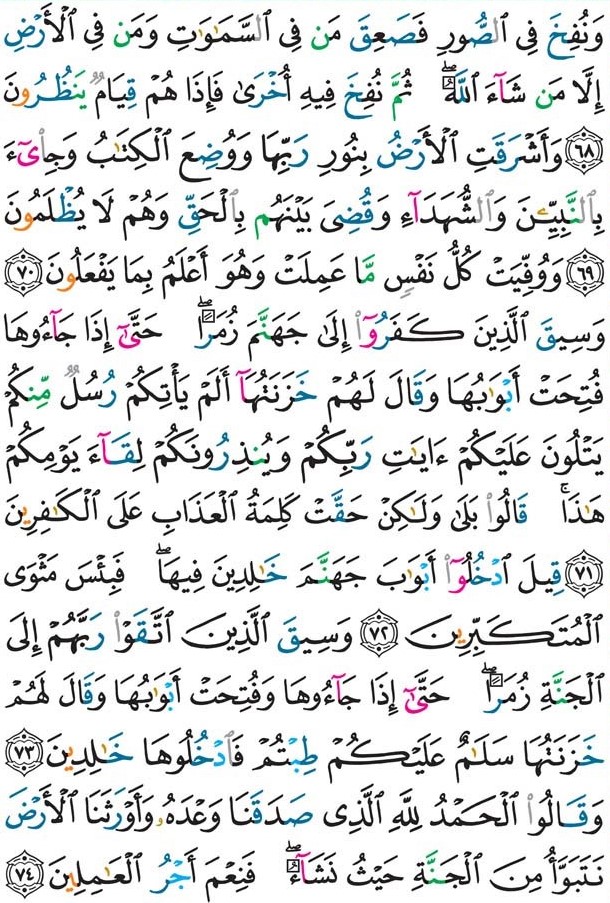 وَنُفِخَ فِى ٱلصُّورِ فَصَعِقَ مَن فِى ٱلسَّمَٰوَٰتِ وَمَن فِى ٱلْأَرْضِ
إِلَّا مَن شَآءَ ٱللَّهُ ۖ ثُمَّ نُفِخَ فِيهِ أُخْرَىٰ فَإِذَا هُمْ قِيَامٌ يَنظُرُونَ
﴿٦٨﴾ وَأَشْرَقَتِ ٱلْأَرْضُ بِنُورِ رَبِّهَا وَوُضِعَ ٱلْكِتَٰبُ وَجِا۟ىٓءَ
بِٱلنَّبِيِّۦنَ وَٱلشُّهَدَآءِ وَقُضِىَ بَيْنَهُم بِٱلْحَقِّ وَهُمْ لَا يُظْلَمُونَ
﴿٦٩﴾ وَوُفِّيَتْ كُلُّ نَفْسٍ مَّا عَمِلَتْ وَهُوَ أَعْلَمُ بِمَا يَفْعَلُونَ ﴿٧٠﴾
وَسِيقَ ٱلَّذِينَ كَفَرُوٓا۟ إِلَىٰ جَهَنَّمَ زُمَرًا ۖ حَتَّىٰٓ إِذَا جَآءُوهَا
فُتِحَتْ أَبْوَٰبُهَا وَقَالَ لَهُمْ خَزَنَتُهَآ أَلَمْ يَأْتِكُمْ رُسُلٌ مِّنكُمْ
يَتْلُونَ عَلَيْكُمْ ءَايَٰتِ رَبِّكُمْ وَيُنذِرُونَكُمْ لِقَآءَ يَوْمِكُمْ
هَٰذَا ۚ قَالُوا۟ بَلَىٰ وَلَٰكِنْ حَقَّتْ كَلِمَةُ ٱلْعَذَابِ عَلَى ٱلْكَٰفِرِينَ
﴿٧١﴾ قِيلَ ٱدْخُلُوٓا۟ أَبْوَٰبَ جَهَنَّمَ خَٰلِدِينَ فِيهَا ۖ فَبِئْسَ مَثْوَى
ٱلْمُتَكَبِّرِينَ ﴿٧٢﴾ وَسِيقَ ٱلَّذِينَ ٱتَّقَوْا۟ رَبَّهُمْ إِلَى
ٱلْجَنَّةِ زُمَرًا ۖ حَتَّىٰٓ إِذَا جَآءُوهَا وَفُتِحَتْ أَبْوَٰبُهَا وَقَالَ لَهُمْ
خَزَنَتُهَا سَلَٰمٌ عَلَيْكُمْ طِبْتُمْ فَٱدْخُلُوهَا خَٰلِدِينَ ﴿٧٣﴾
وَقَالُوا۟ ٱلْحَمْدُ لِلَّهِ ٱلَّذِى صَدَقَنَا وَعْدَهُۥ وَأَوْرَثَنَا ٱلْأَرْضَ
نَتَبَوَّأُ مِنَ ٱلْجَنَّةِ حَيْثُ نَشَآءُ ۖ فَنِعْمَ أَجْرُ ٱلْعَٰمِلِينَ ﴿٧٤﴾